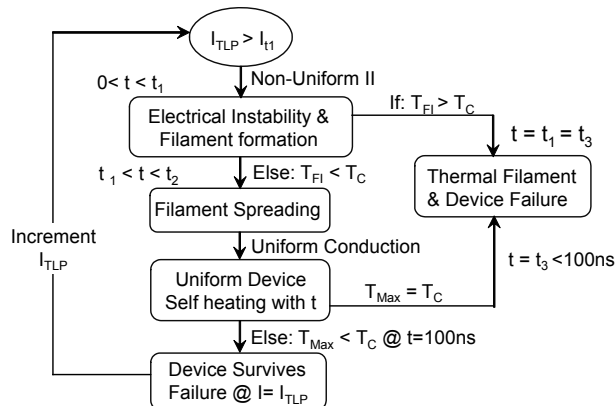 I_TLP > I_t1
Non-Uniform II
0< t < t_1
If: T_FI > T_C
Electrical Instability &
Filament formation
t = t_1 = t_3
t_1 < t < t_2
Else: T_FI < T_C
Thermal Filament
& Device Failure
Filament Spreading
Increment
I_TLP
Uniform Conduction
t = t_3 <100ns
Uniform Device
Self heating with t
T_Max = T_C
Else: T_Max < T_C @ t=100ns
Device Survives
Failure @ I= I_TLP